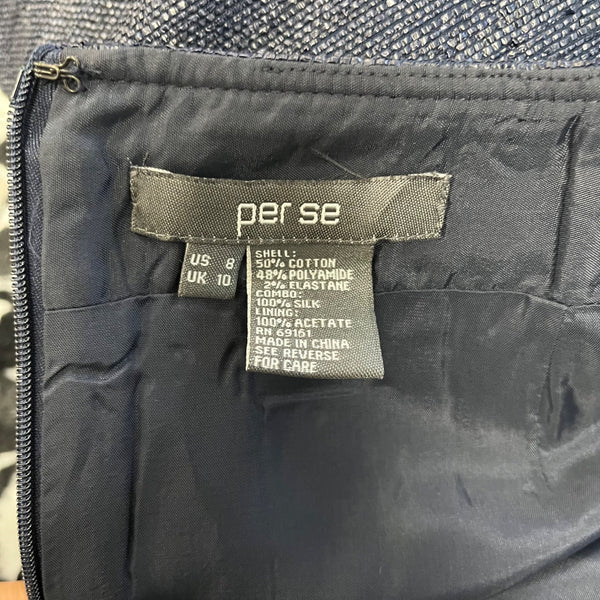 per se
US 8
UK 10
SHELL:
50% COTTON
48% POLYAMIDE
2% ELASTANE
COMBO:
100% SILK
LINING:
100% ACETATE
RN 69161
MADE IN CHINA
SEE REVERSE
FOR CARE